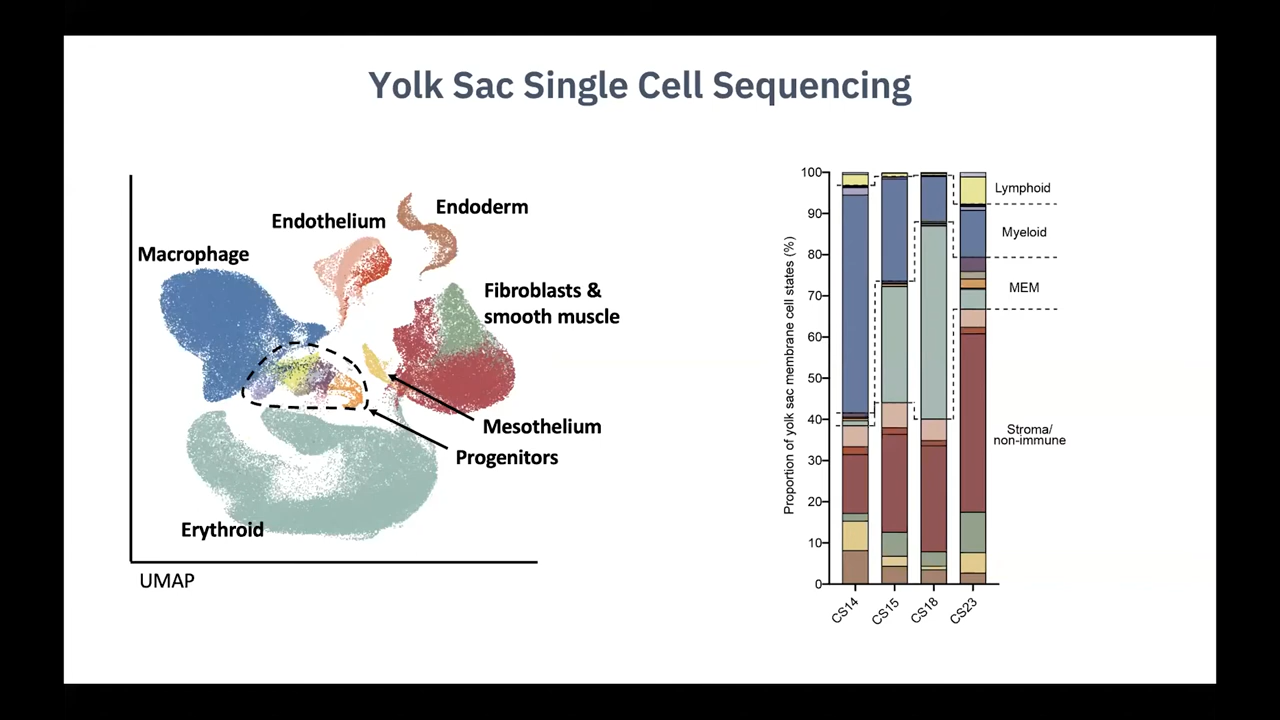 Yolk Sac Single Cell Sequencing
Endothelium
Endoderm
Macrophage
Fibroblasts &
smooth muscle
Mesothelium
Progenitors
Erythroid
UMAP
Proportion of yolk sac membrane cell states (%)
100
90
80
70
60
50
40
30
20
10
0
CS14
CS15
CS18
CS23
Lymphoid
Myeloid
MEM
Stroma/
non-immune